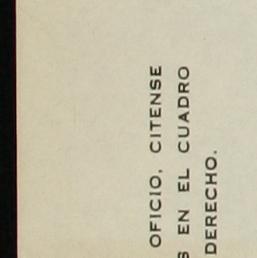 OFICIO, CITENSE
S EN EL CUADRO
DERECHO.